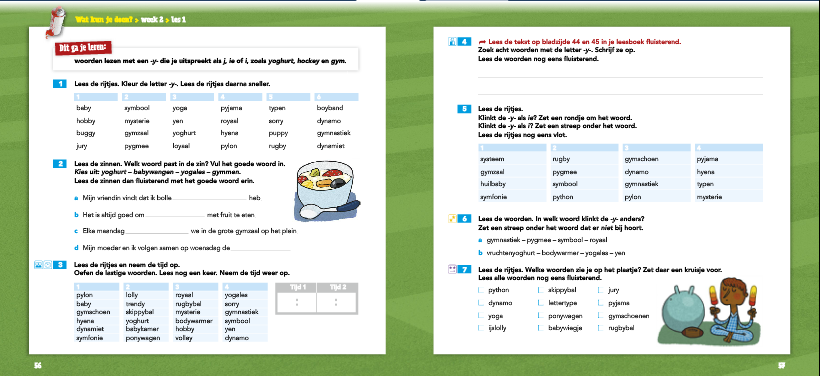 Wat kun je doen? > week 2 > les 1
Dit ga je leren:
woorden lezen met een -y- die je uitspreekt als j, ie of i, zoals yoghurt, hockey en gym.
1 Lees de rijtjes. Kleur de letter -y-. Lees de rijtjes daarna sneller.
1 2 3 4 5 6
baby symbool yoga pyjama typen boyband
hobby mysterie yen royaal sorry dynamo
buggy gymzaal yoghurt hyena puppy gymnastiek
jury pygmee loyaal pylon rugby dynamiet
2 Lees de zinnen. Welk woord past in de zin? Vul het goede woord in.
Kies uit: yoghurt – babywangen – yogales – gymmen.
Lees de zinnen dan fluisterend met het goede woord erin.
a Mijn vriendin vindt dat ik bolle heb
b Het is altijd goed om met fruit te eten
c Elke maandag we in de grote gymzaal op het plein
d Mijn moeder en ik volgen samen op woensdag de
3 Lees de rijtjes en neem de tijd op.
Oefen de lastige woorden. Lees nog een keer. Neem de tijd weer op.
1 2 3 4 Tijd 1 Tijd 2
pylon lolly royaal yogales
baby trendy rugbybal sorry
gymschoen skippybal mysterie gymnastiek
hyena yoghurt bodywarmer symbool
dynamiet babykamer hobby yen
symfonie ponywagen volley dynamo
: :
56
4 Lees de tekst op bladzijde 44 en 45 in je leesboek fluisterend.
Zoek acht woorden met de letter -y-. Schrijf ze op.
Lees de woorden nog eens fluisterend.
5 Lees de rijtjes.
Klinkt de -y- als ie? Zet een rondje om het woord.
Klinkt de -y- als i? Zet een streep onder het woord.
Lees de rijtjes nog eens vlot.
1 2 3 4
systeem rugby gymschoen pyjama
gymzaal pygmee dynamo hyena
huilbaby symbool gymnastiek typen
symfonie python pylon mysterie
6 Lees de woorden. In welk woord klinkt de -y- anders?
Zet een streep onder het woord dat er niet bij hoort.
a gymnastiek – pygmee – symbool – royaal
b vruchtenyoghurt – bodywarmer – yogales – yen
7 Lees de rijtjes. Welke woorden zie je op het plaatje? Zet daar een kruisje voor.
Lees alle woorden nog eens fluisterend.
python skippybal jury
dynamo lettertype pyjama
yoga ponywagen gymschoenen
ijslolly babywiegje rugbybal
57